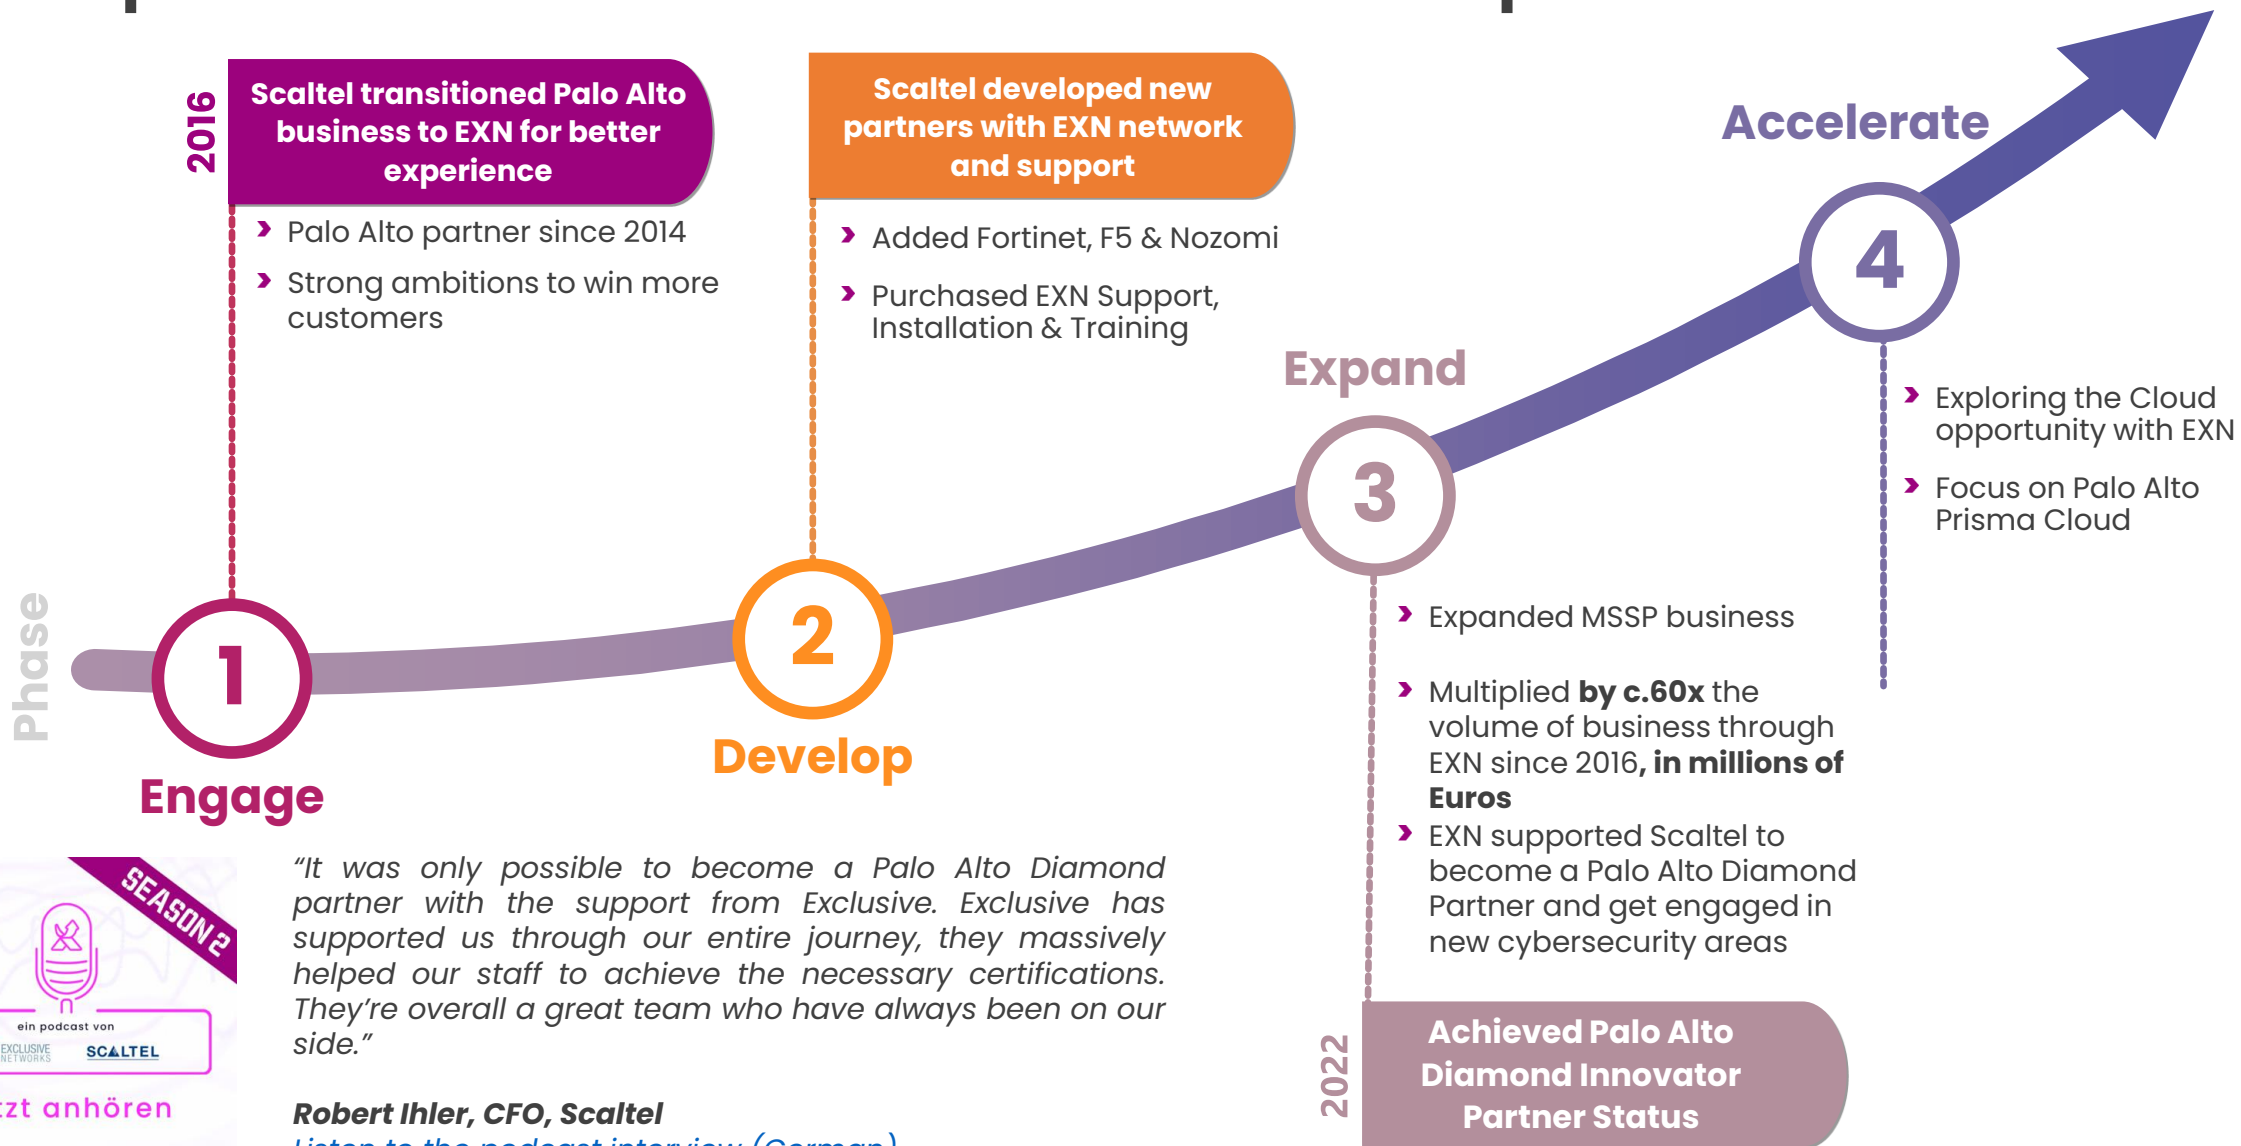 2016
Scaltel transitioned Palo Alto
business to EXN for better
experience
› Palo Alto partner since 2014
› Strong ambitions to win more
customers
Scaltel developed new
partners with EXN network
and support
› Added Fortinet, F5 & Nozomi
› Purchased EXN Support,
Installation & Training
Accelerate
4
› Exploring the Cloud
opportunity with EXN
› Focus on Palo Alto
Prisma Cloud
Expand
3
› Expanded MSSP business
› Multiplied by c.60x the
volume of business through
EXN since 2016, in millions of
Euros
› EXN supported Scaltel to
become a Palo Alto Diamond
Partner and get engaged in
new cybersecurity areas
2022
Achieved Palo Alto
Diamond Innovator
Partner Status
Phase
1
Engage
2
Develop
SEASON 2
ein podcast von
EXCLUSIVE
NETWORKS
SCALTEL
anhören
“It was only possible to become a Palo Alto Diamond
partner with the support from Exclusive. Exclusive has
supported us through our entire journey, they massively
helped our staff to achieve the necessary certifications.
They’re overall a great team who have always been on our
side.”
Robert Ihler, CFO, Scaltel
Listen to the podcast interview (German)